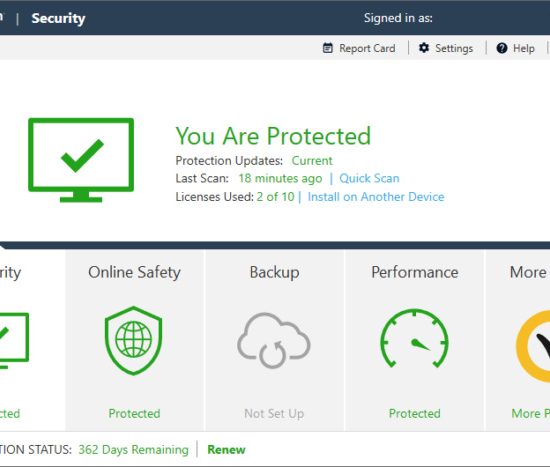 Security Signed in as:
Report Card Settings Help
You Are Protected
Protection Updates: Current
Last Scan: 18 minutes ago | Quick Scan
Licenses Used: 2 of 10 | Install on Another Device
rity Online Safety Backup Performance More
cted Protected Not Set Up Protected More P
TION STATUS: 362 Days Remaining Renew